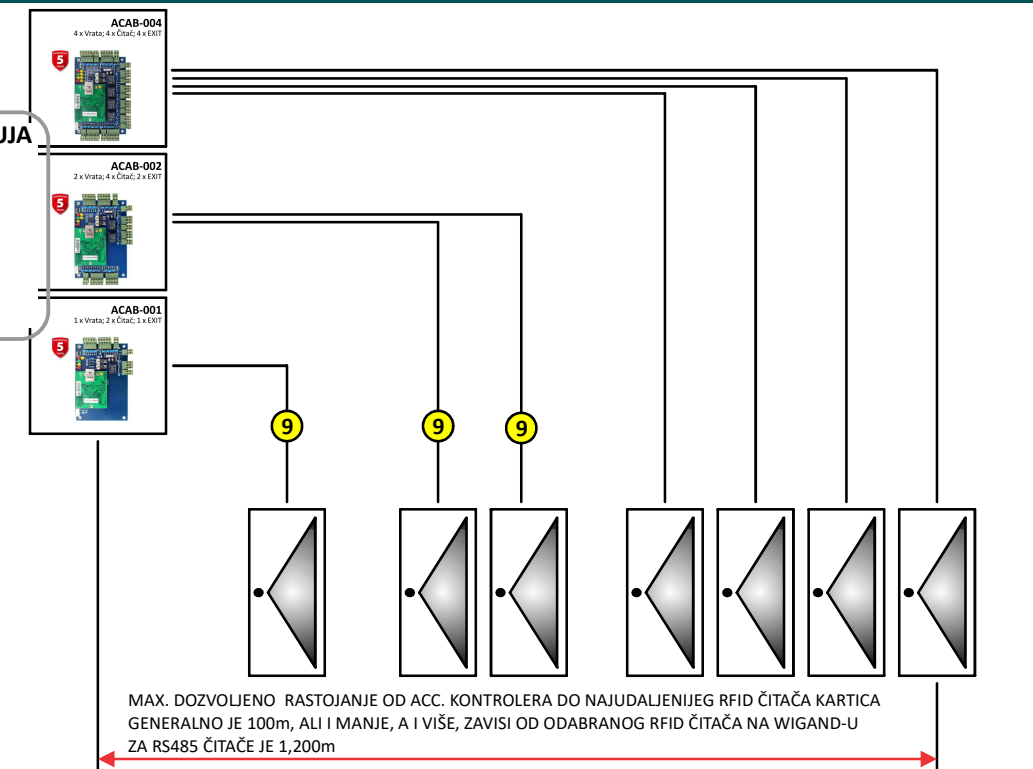 ACAB-004
4 x Vrata; 4 x Čitač; 4 x EXIT
5
UJA
ACAB-002
2 x Vrata; 4 x Čitač; 2 x EXIT
5
ACAB-001
1 x Vrata; 2 x Čitač; 1 x EXIT
5
9
9
9
MAX. DOZVOLJENO RASTOJANJE OD ACC. KONTROLERA DO NAJUDALJENIJEG RFID ČITAČA KARTICA
GENERALNO JE 100m, ALI I MANJE, A I VIŠE, ZAVISI OD ODABRANOG RFID ČITAČA NA WIGAND-U
ZA RS485 ČITAČE JE 1,200m